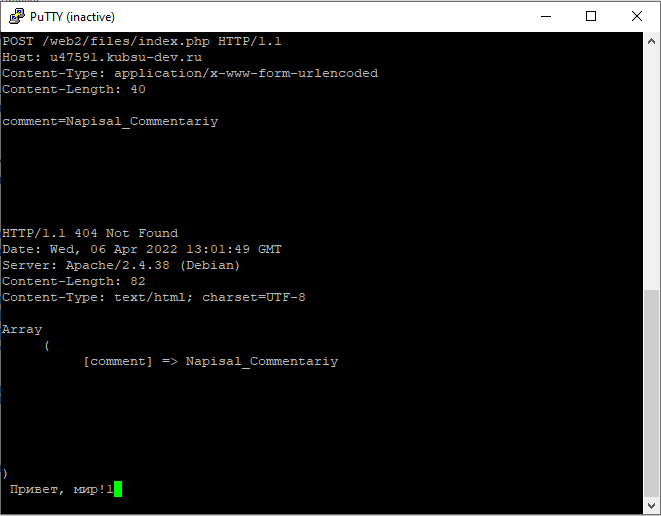 PuTTY (inactive)
POST /web2/files/index.php HTTP/1.1
Host: u47591.kubsu-dev.ru
Content-Type: application/x-www-form-urlencoded
Content-Length: 40
comment=Napisal_Commentariy
HTTP/1.1 404 Not Found
Date: Wed, 06 Apr 2022 13:01:49 GMT
Server: Apache/2.4.38 (Debian)
Content-Length: 82
Content-Type: text/html; charset=UTF-8
Array
(
[comment] => Napisal_Commentariy
)
Привет, мир!1